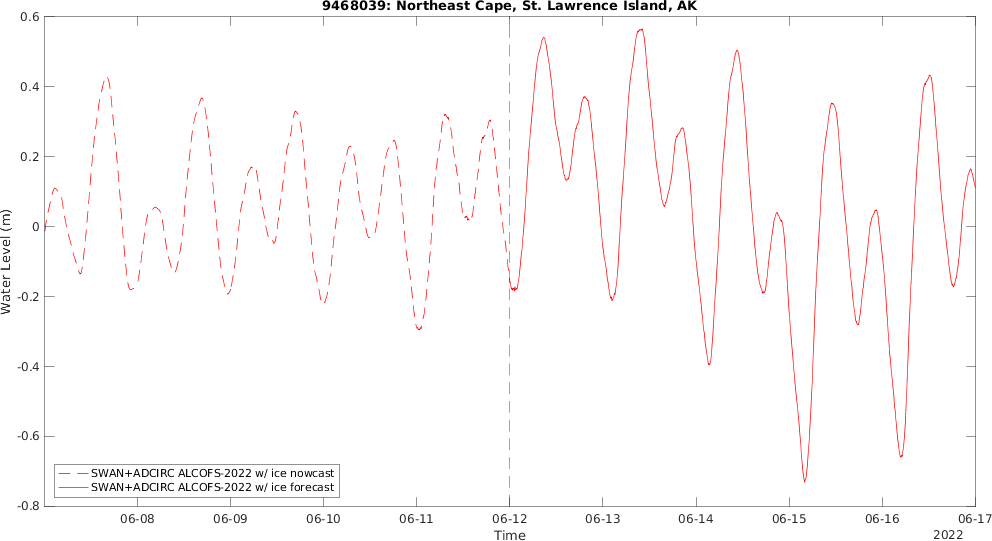 9468039: Northeast Cape, St. Lawrence Island, AK
0.6
0.4
0.2
0
-0.2
-0.4
-0.6
-0.8
Water Level (m)
SWAN+ADCIRC ALCOFS-2022 w/ ice nowcast
SWAN+ADCIRC ALCOFS-2022 w/ ice forecast
06-08 06-09 06-10 06-11 06-12 06-13 06-14 06-15 06-16 06-17
Time
2022